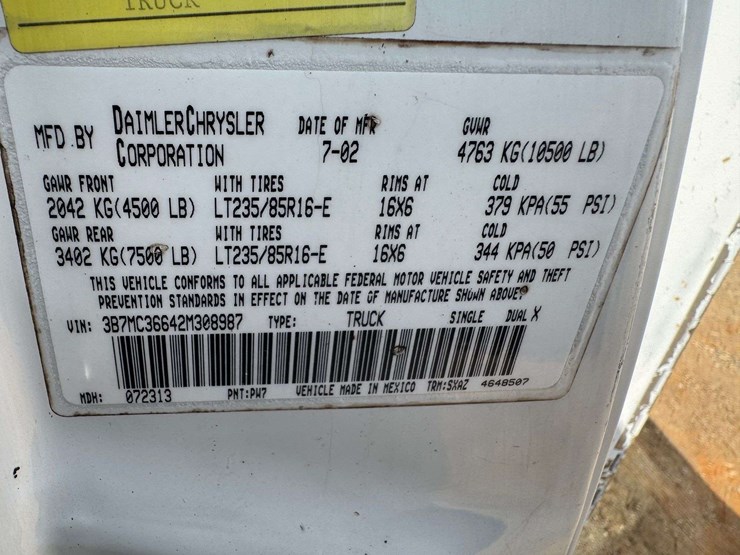 TRUCK
MFD BY DAIMLERCHRYSLER CORPORATION DATE OF MFR 7-02 GVWR 4763 KG(10500 LB)
GAWR FRONT WITH TIRES RIMS AT COLD
2042 KG(4500 LB) LT235/85R16-E 16X6 379 KPA(55 PSI)
GAWR REAR WITH TIRES RIMS AT COLD
3402 KG(7500 LB) LT235/85R16-E 16X6 344 KPA(50 PSI)
THIS VEHICLE CONFORMS TO ALL APPLICABLE FEDERAL MOTOR VEHICLE SAFETY AND THEFT
PREVENTION STANDARDS IN EFFECT ON THE DATE OF MANUFACTURE SHOWN ABOVE.
VIN: 3B7MC36642M308987 TYPE: TRUCK SINGLE DUAL X
MDH: 072313 PNT:PW7 VEHICLE MADE IN MEXICO TRM:SXAZ 4648507